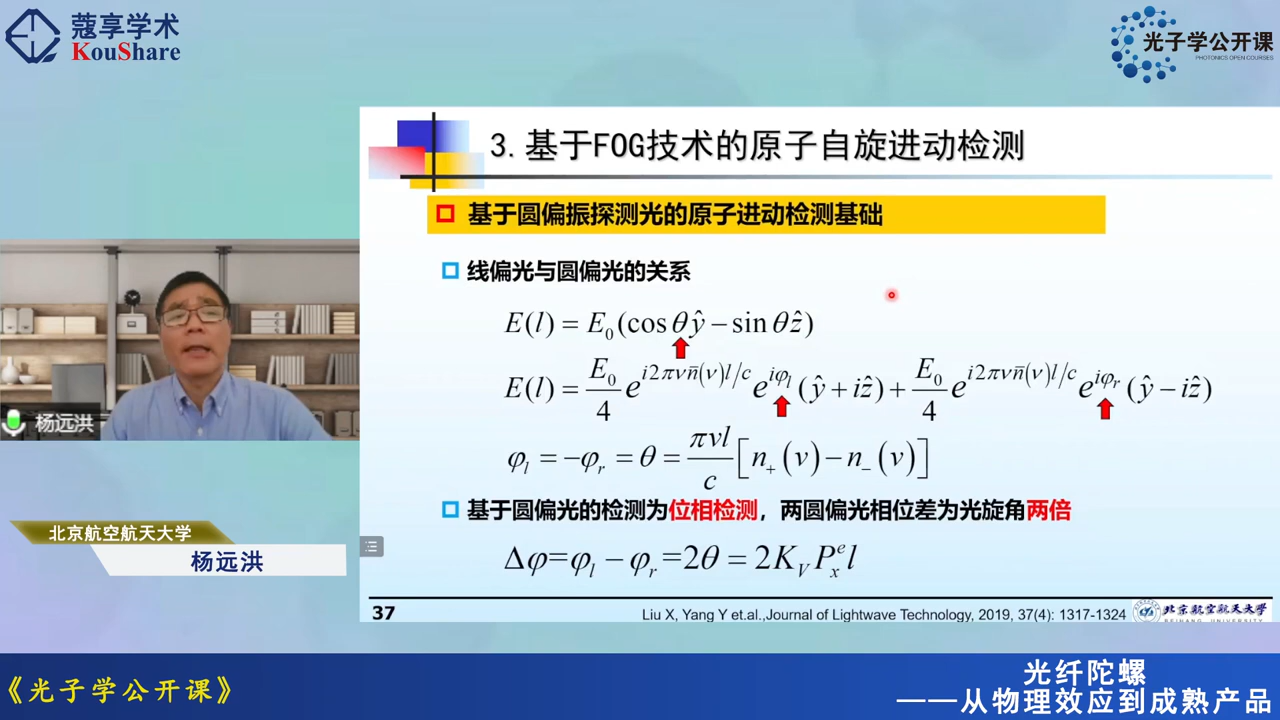 蔻享学术
KouShare
光子学公开课
PHOTONICS OPEN COURSES
3.基于FOG技术的原子自旋进动检测
基于圆偏振探测光的原子进动检测基础
线偏光与圆偏光的关系
E(l) = E₀(cos θŷ − sin θẑ)
E(l) = E₀/4 e^{i2πνn̄(ν)l/c} e^{iφ_l} (ŷ + iẑ) + E₀/4 e^{i2πνn̄(ν)l/c} e^{iφ_r} (ŷ − iẑ)
φ_l = −φ_r = θ = πνl/c [n₊(ν) − n₋(ν)]
基于圆偏光的检测为位相检测，两圆偏光相位差为光旋角两倍
Δφ=φ_l − φ_r=2θ = 2K_V P_x^e l
37
Liu X, Yang Y et.al.,Journal of Lightwave Technology, 2019, 37(4): 1317-1324
北京航空航天大学
BEIHANG UNIVERSITY
杨远洪
北京航空航天大学
杨远洪
《光子学公开课》
光纤陀螺
——从物理效应到成熟产品